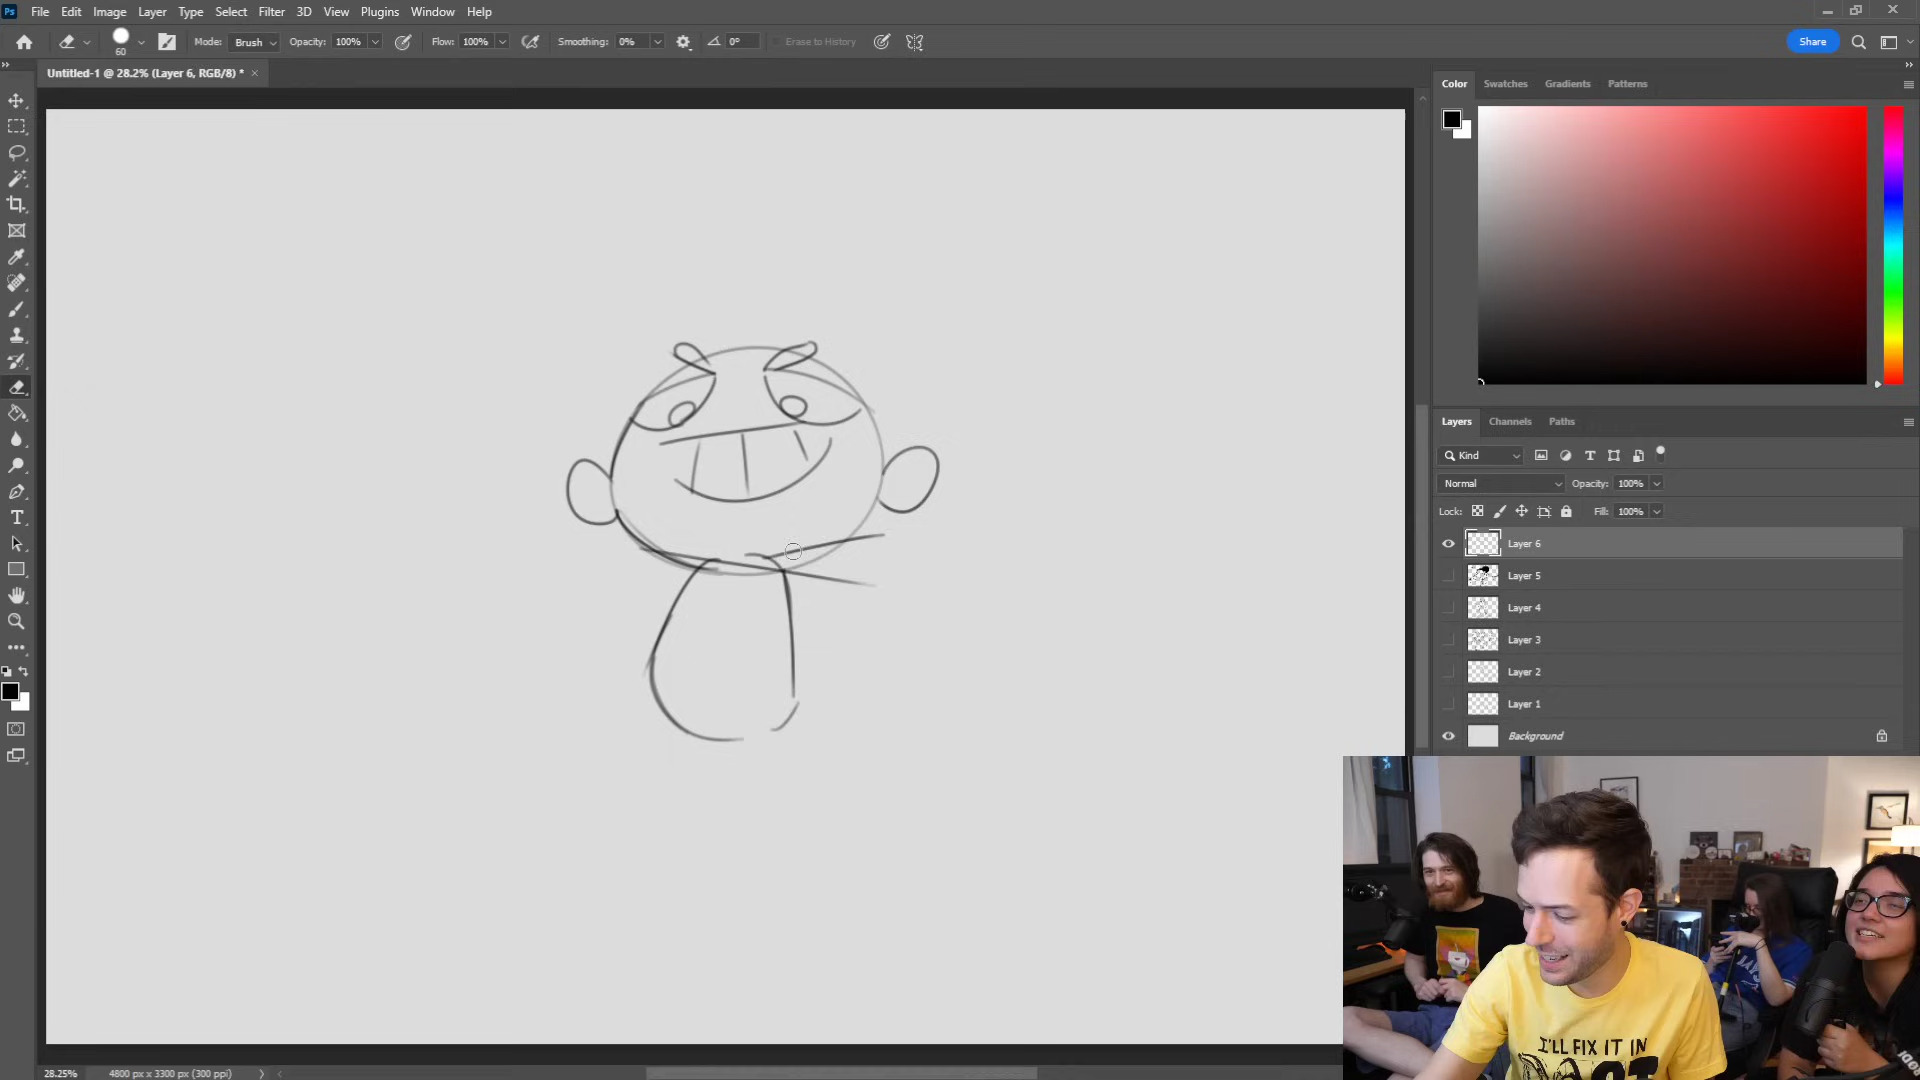 Ps File Edit Image Layer Type Select Filter 3D View Plugins Window Help
60 Mode: Brush Opacity: 100% Flow: 100% Smoothing: 0% 0° Erase to History Share
Untitled-1 @ 28.2% (Layer 6, RGB/8) * ×
Color Swatches Gradients Patterns
Layers Channels Paths
Kind
Normal Opacity: 100%
Lock: Fill: 100%
Layer 6
Layer 5
Layer 4
Layer 3
Layer 2
Layer 1
Background
28.25% 4800 px x 3300 px (300 ppi)
I'LL FIX IT IN